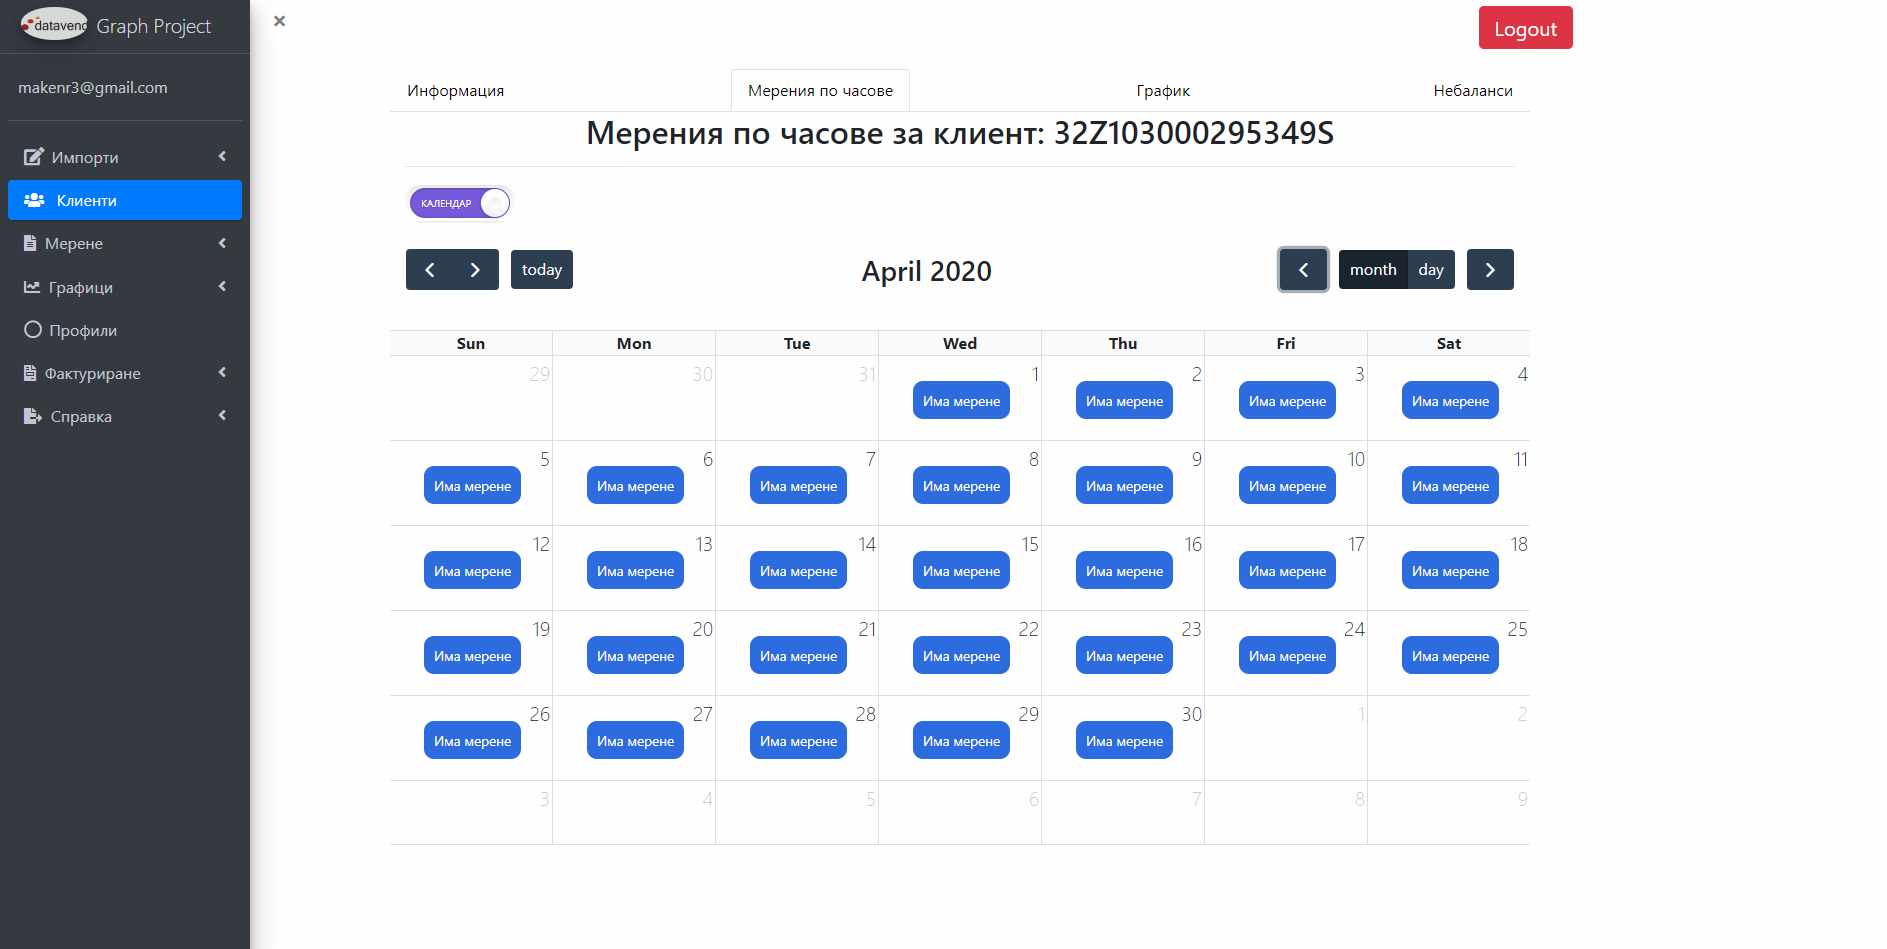 datavend Graph Project
makenr3@gmail.com
Импорти
Клиенти
Мерене
Графици
Профили
Фактуриране
Справка
×
Logout
Информация Мерения по часове График Небаланси
Мерения по часове за клиент: 32Z103000295349S
КАЛЕНДАР
today April 2020 month day
Sun Mon Tue Wed Thu Fri Sat
29 30 31 1 2 3 4
Има мерене Има мерене Има мерене Има мерене
5 6 7 8 9 10 11
Има мерене Има мерене Има мерене Има мерене Има мерене Има мерене Има мерене
12 13 14 15 16 17 18
Има мерене Има мерене Има мерене Има мерене Има мерене Има мерене Има мерене
19 20 21 22 23 24 25
Има мерене Има мерене Има мерене Има мерене Има мерене Има мерене Има мерене
26 27 28 29 30 1 2
Има мерене Има мерене Има мерене Има мерене Има мерене
3 4 5 6 7 8 9